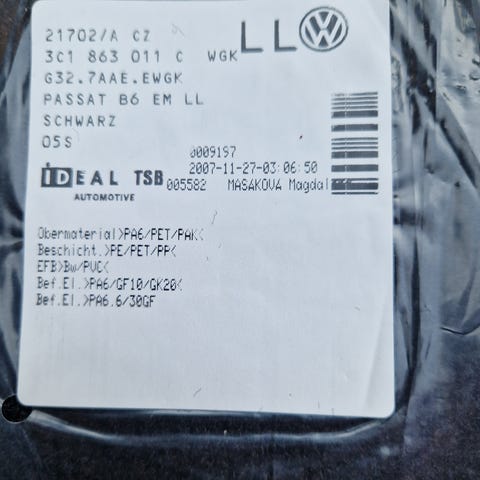 21702/A CZ LL
3C1 863 011 C WGK
G32.7AAE.EWGK
PASSAT B6 EM LL
SCHWARZ
05S
0009197
2007-11-27-03:06:50
iDEAL TSB 005582 MASAKOVA Magdal
AUTOMOTIVE
Obermaterial>PA6/PET/PAK<
Beschicht.>PE/PET/PP<
EFB>Bw/PVC<
Bef.El.>PA6/GF10/GK20<
Bef.El.>PA6.6/30GF